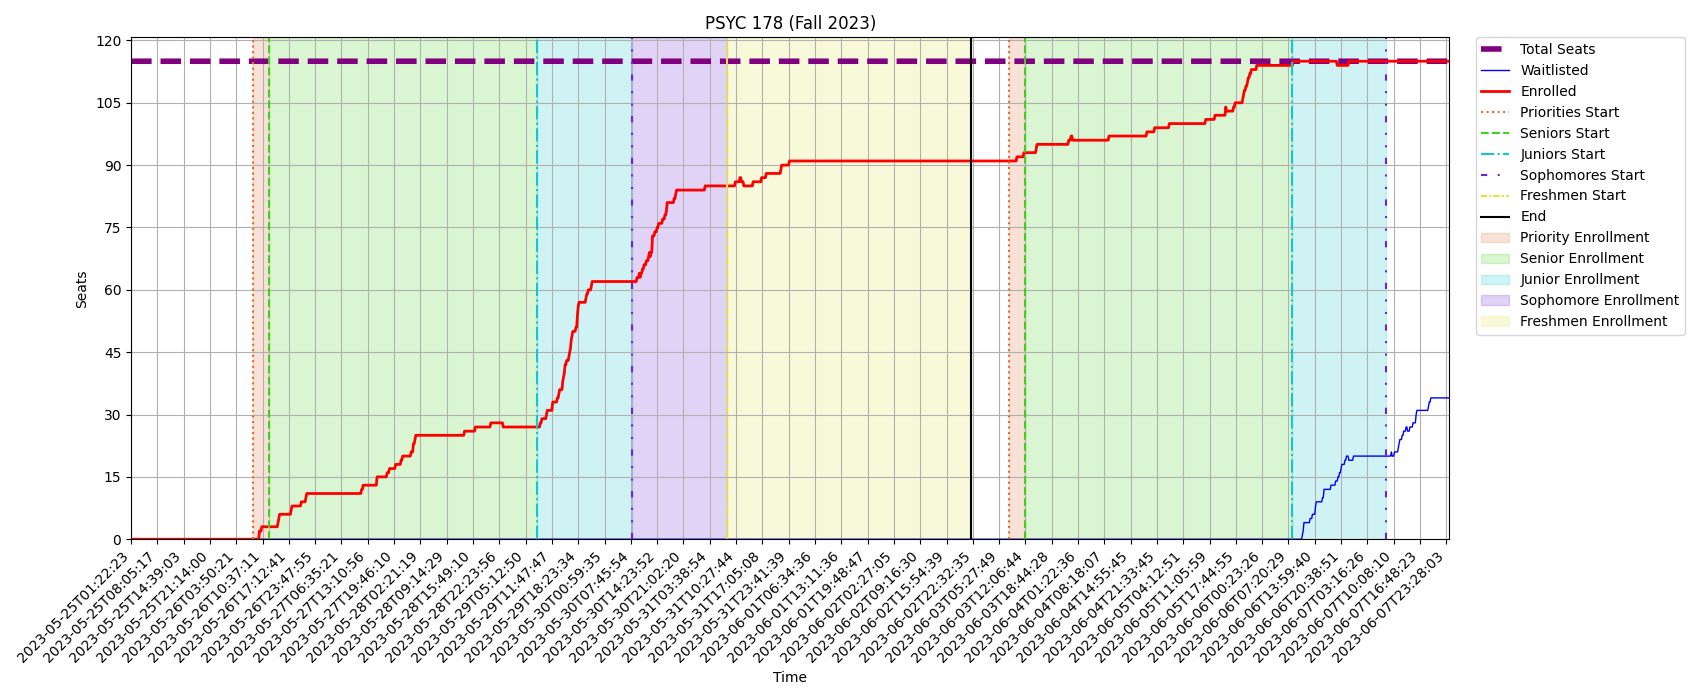 PSYC 178 (Fall 2023)
120
105
90
75
60
45
30
15
0
Seats
2023-05-25T01:22:23
2023-05-25T08:05:17
2023-05-25T14:39:03
2023-05-25T21:14:00
2023-05-26T03:50:21
2023-05-26T10:37:11
2023-05-26T17:12:41
2023-05-26T23:47:55
2023-05-27T06:35:21
2023-05-27T13:10:56
2023-05-27T19:46:10
2023-05-28T02:21:19
2023-05-28T09:14:29
2023-05-28T15:49:10
2023-05-28T22:23:56
2023-05-29T05:12:50
2023-05-29T11:47:47
2023-05-29T18:23:34
2023-05-30T00:59:35
2023-05-30T07:45:54
2023-05-30T14:23:52
2023-05-30T21:02:20
2023-05-31T03:38:54
2023-05-31T10:27:44
2023-05-31T17:05:08
2023-05-31T23:41:39
2023-06-01T06:34:36
2023-06-01T13:11:36
2023-06-01T19:48:47
2023-06-02T02:27:05
2023-06-02T09:16:30
2023-06-02T15:54:39
2023-06-02T22:32:35
2023-06-03T05:27:49
2023-06-03T12:06:44
2023-06-03T18:44:28
2023-06-04T01:22:36
2023-06-04T08:18:07
2023-06-04T14:55:45
2023-06-04T21:33:45
2023-06-05T04:12:51
2023-06-05T11:05:59
2023-06-05T17:44:55
2023-06-06T00:23:26
2023-06-06T07:20:29
2023-06-06T13:59:40
2023-06-06T20:38:51
2023-06-07T03:16:26
2023-06-07T10:08:10
2023-06-07T16:48:23
2023-06-07T23:28:03
Time
Total Seats
Waitlisted
Enrolled
Priorities Start
Seniors Start
Juniors Start
Sophomores Start
Freshmen Start
End
Priority Enrollment
Senior Enrollment
Junior Enrollment
Sophomore Enrollment
Freshmen Enrollment